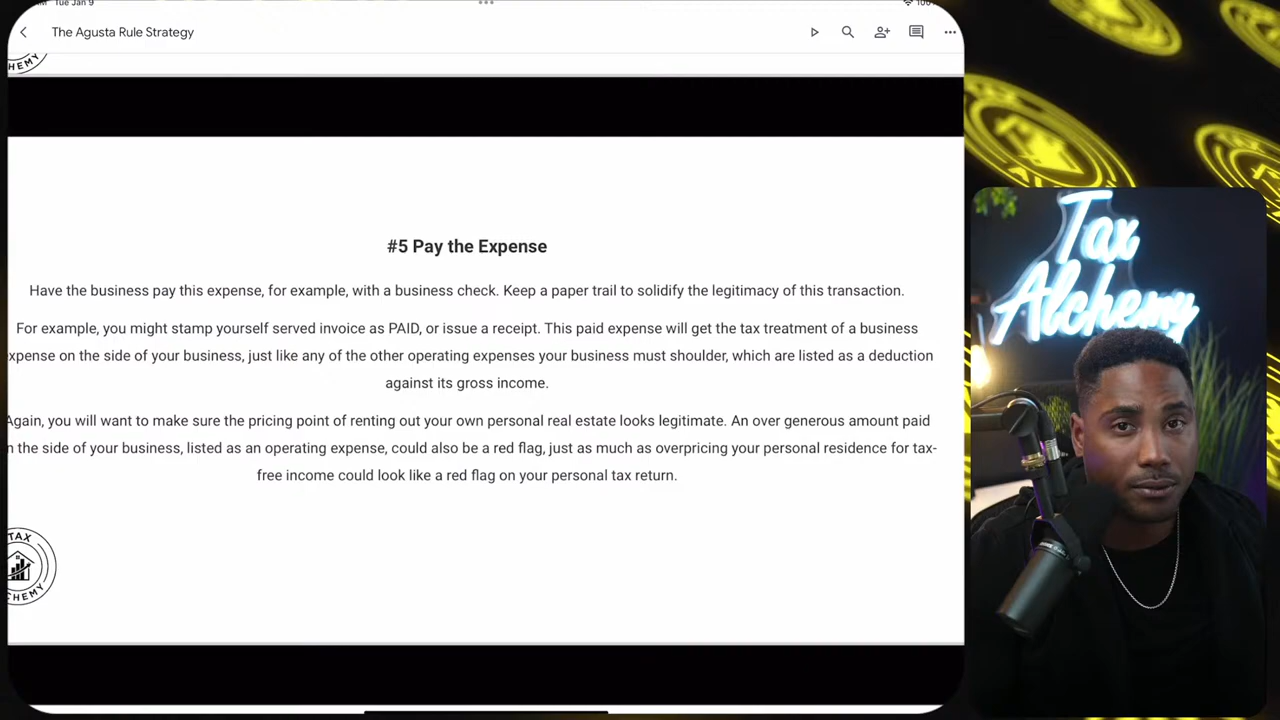 Tue Jan 9
100
The Agusta Rule Strategy
HEMY
#5 Pay the Expense
Have the business pay this expense, for example, with a business check. Keep a paper trail to solidify the legitimacy of this transaction.
For example, you might stamp yourself served invoice as PAID, or issue a receipt. This paid expense will get the tax treatment of a business
xpense on the side of your business, just like any of the other operating expenses your business must shoulder, which are listed as a deduction
against its gross income.
Again, you will want to make sure the pricing point of renting out your own personal real estate looks legitimate. An over generous amount paid
n the side of your business, listed as an operating expense, could also be a red flag, just as much as overpricing your personal residence for tax-
free income could look like a red flag on your personal tax return.
TAX
CHEMY
Tax
Alchemy